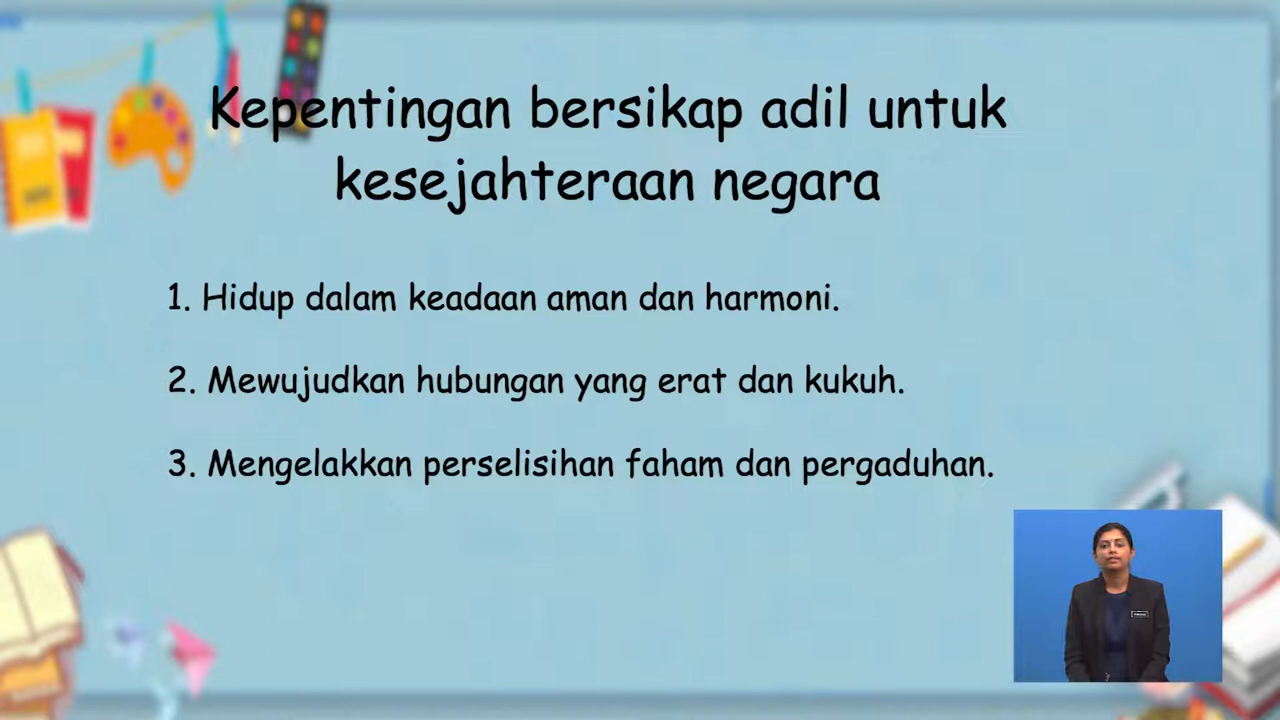 Kepentingan bersikap adil untuk
kesejahteraan negara
1. Hidup dalam keadaan aman dan harmoni.
2. Mewujudkan hubungan yang erat dan kukuh.
3. Mengelakkan perselisihan faham dan pergaduhan.